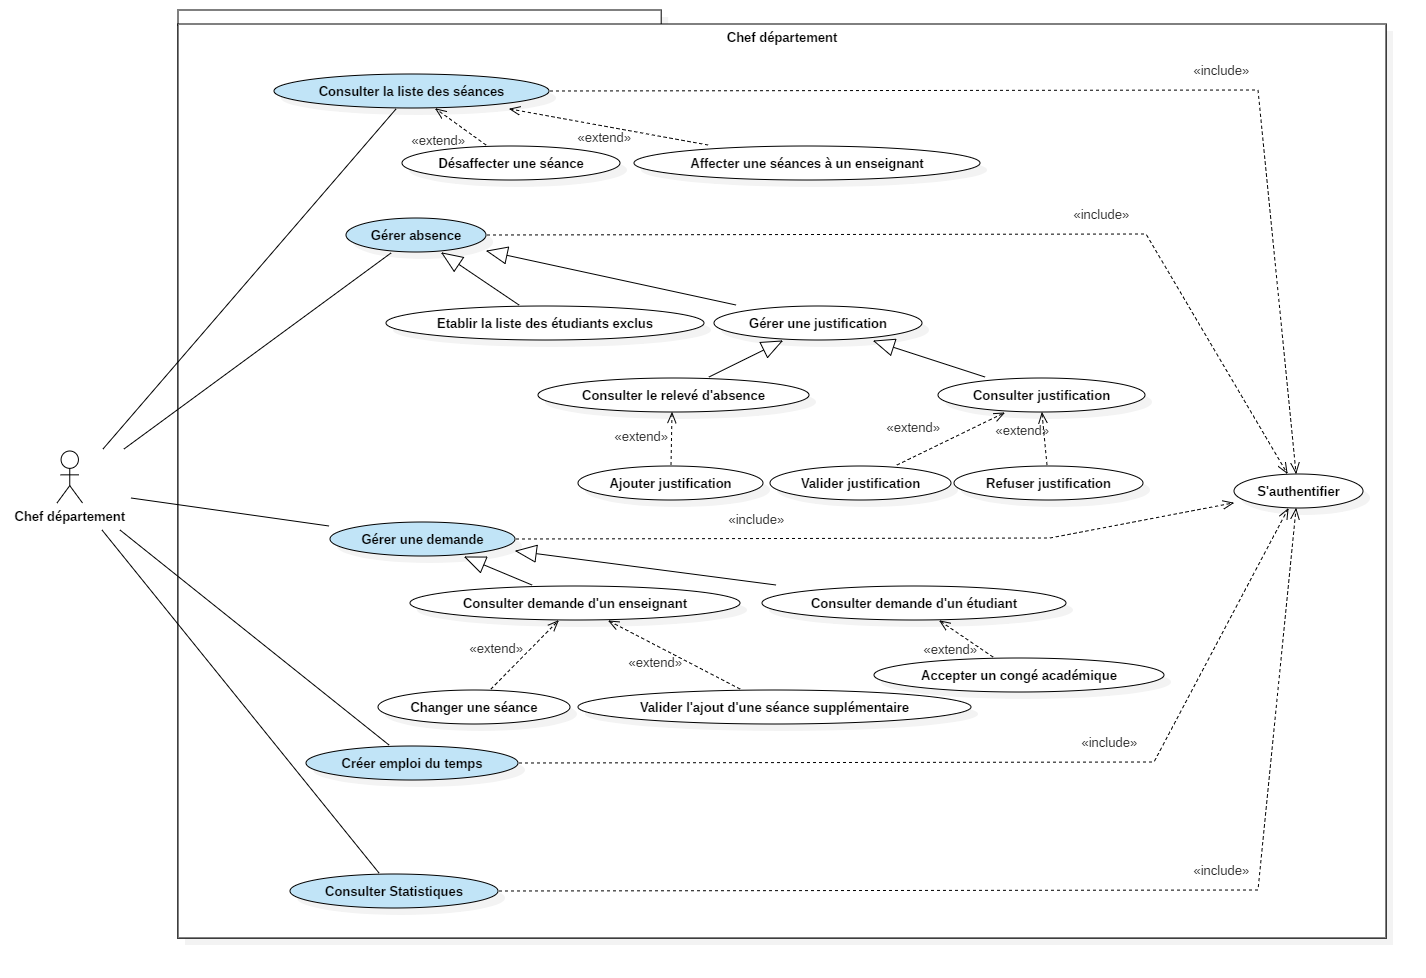 Chef département
Consulter la liste des séances
«include»
«extend»
«extend»
Désaffecter une séance
Affecter une séances à un enseignant
Gérer absence
«include»
Etablir la liste des étudiants exclus
Gérer une justification
Consulter le relevé d'absence
Consulter justification
«extend»
«extend»
«extend»
Ajouter justification
Valider justification
Refuser justification
S'authentifier
Chef département
Gérer une demande
«include»
Consulter demande d'un enseignant
Consulter demande d'un étudiant
«extend»
«extend»
«extend»
Accepter un congé académique
Changer une séance
Valider l'ajout d'une séance supplémentaire
Créer emploi du temps
«include»
Consulter Statistiques
«include»